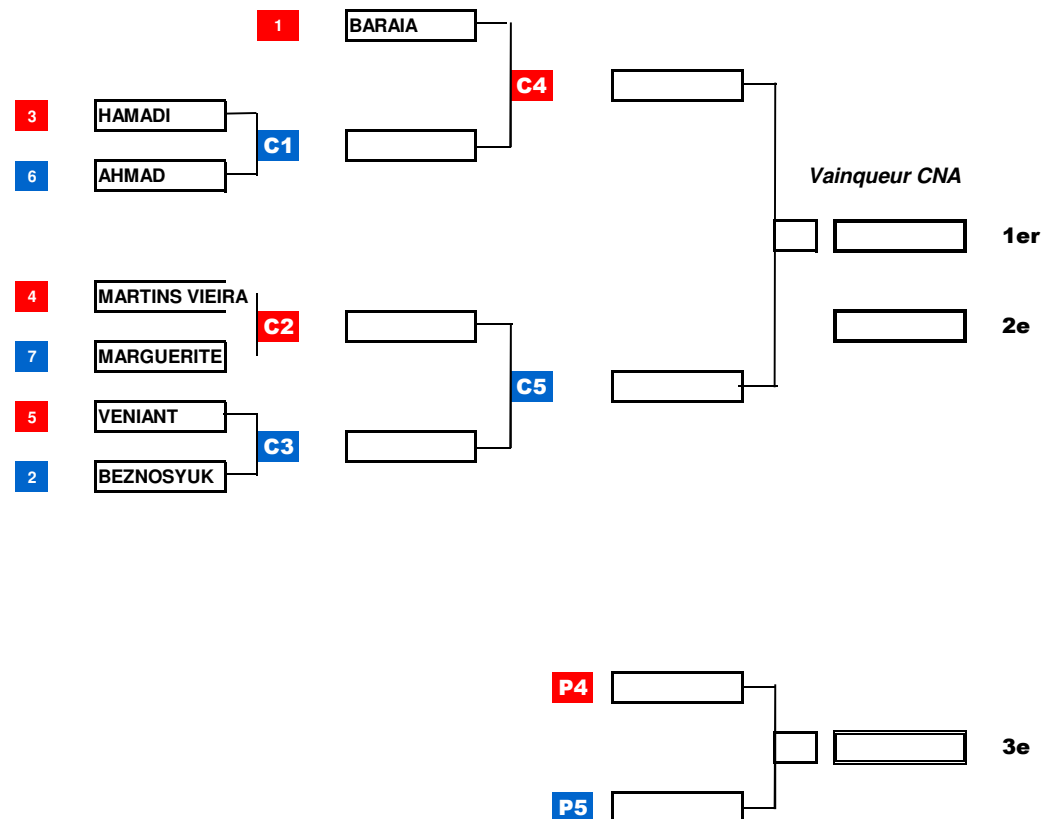 1 BARAIA
C4
3 HAMADI
C1
6 AHMAD
Vainqueur CNA
1er
4 MARTINS VIEIRA
C2
2e
7 MARGUERITE
C5
5 VENIANT
C3
2 BEZNOSYUK
P4
3e
P5